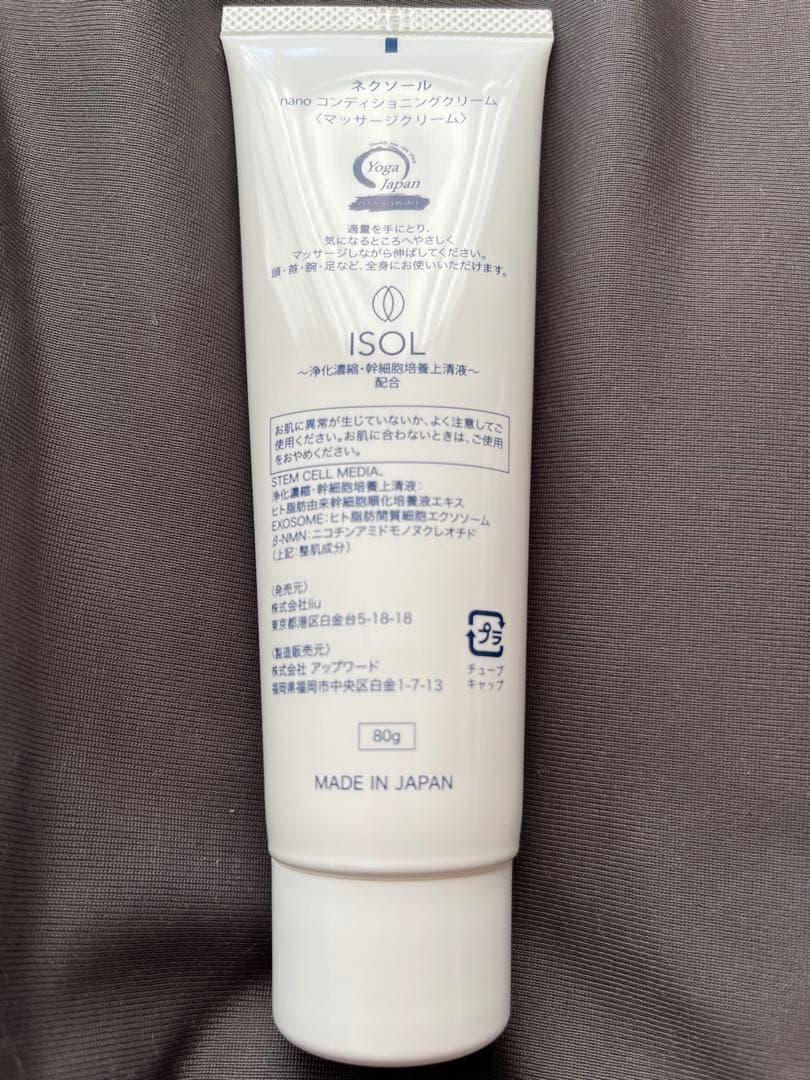 ネクソール
nano コンディショニングクリーム
〈マッサージクリーム〉
Yoga
Japan
適量を手にとり、
気になるところへやさしく
マッサージしながら伸ばしてください。
頭・首・腕・足など、全身にお使いいただけます。
ISOL
～浄化濃縮・幹細胞培養上清液～
配合
お肌に異常が生じていないか、よく注意してご
使用ください。お肌に合わないときは、ご使用
をおやめください。
STEM CELL MEDIA、
浄化濃縮・幹細胞培養上清液：
ヒト脂肪由来幹細胞順化培養液エキス
EXOSOME：ヒト脂肪間質細胞エクソソーム
β-NMN：ニコチンアミドモノヌクレオチド
（上記：整肌成分）
〈発売元〉
株式会社liu
東京都港区白金台5-18-18
〈製造販売元〉
株式会社 アップワード
福岡県福岡市中央区白金1-7-13
プラ
チューブ
キャップ
80g
MADE IN JAPAN